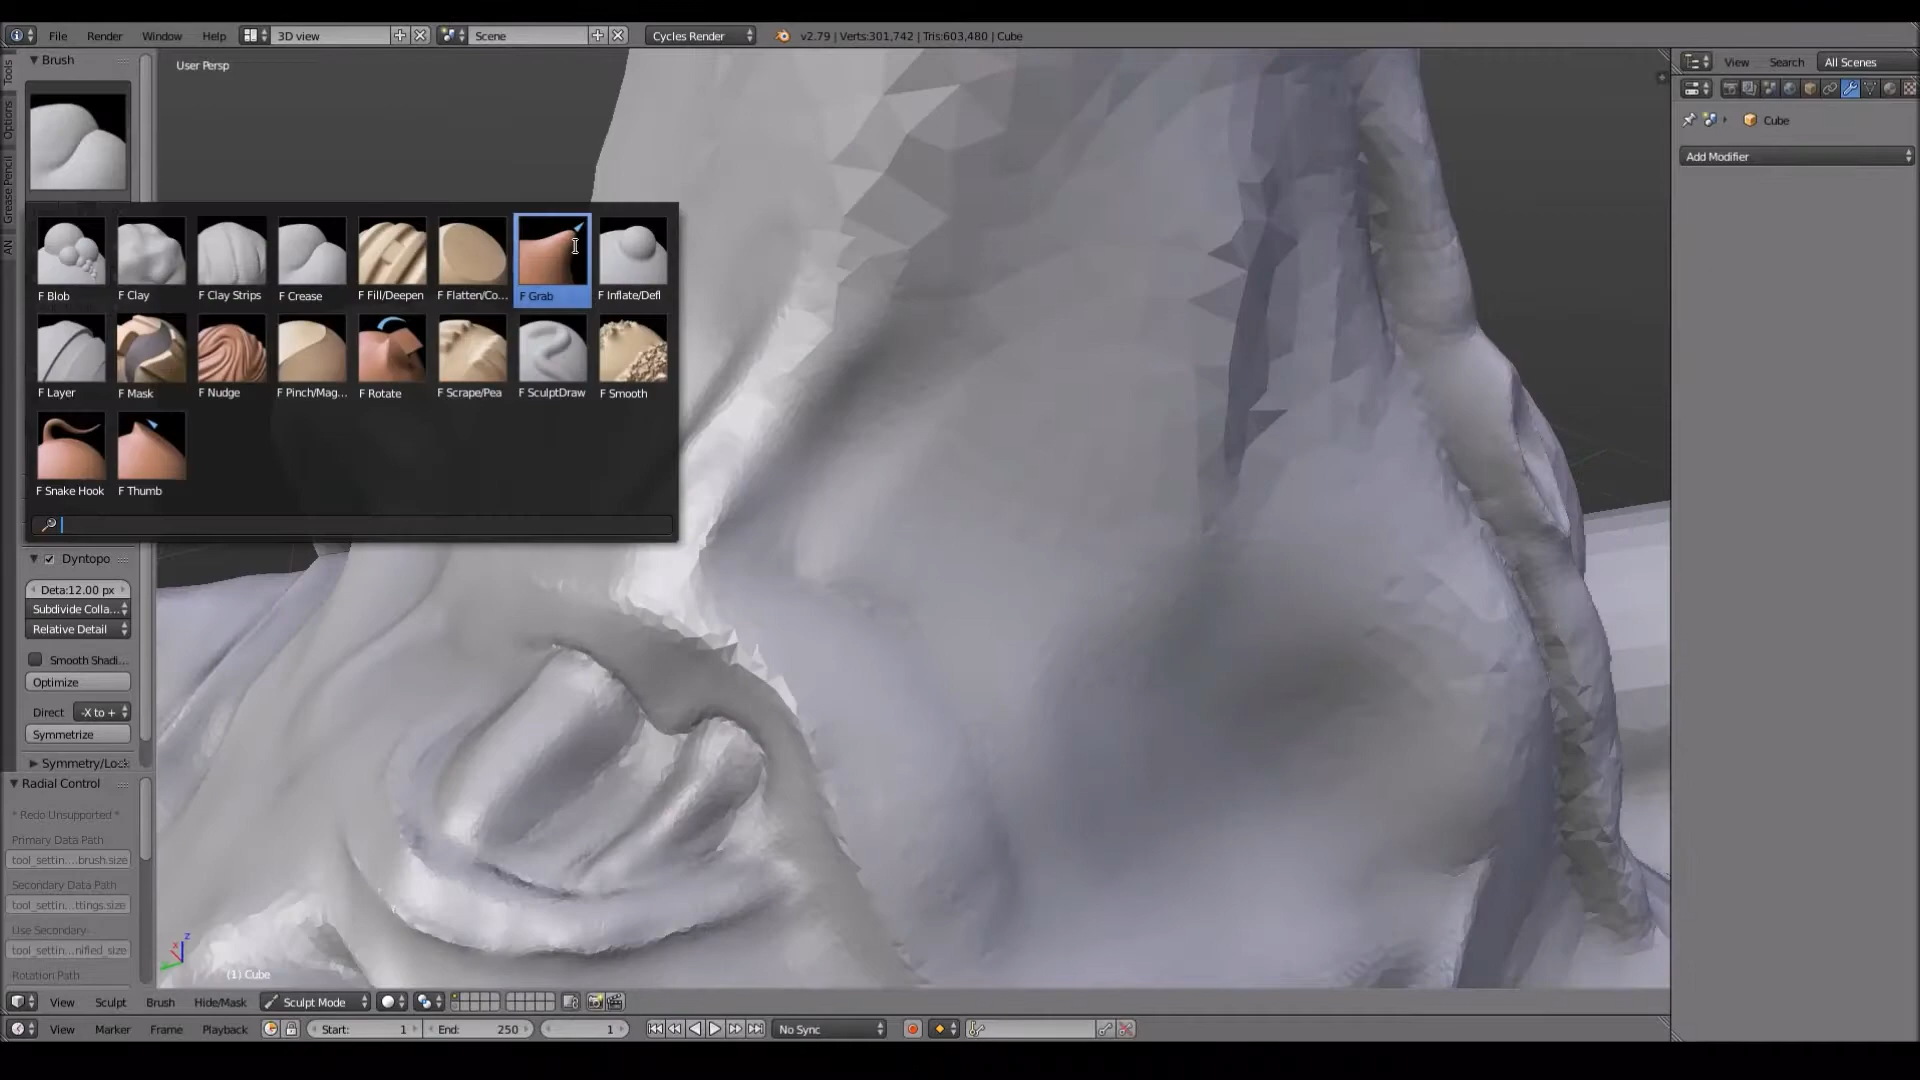 File Render Window Help 3D view Scene Cycles Render v2.79 | Verts:301,742 | Tris:603,480 | Cube
Brush
User Persp
View Search All Scenes
Tools
Options
Grease Pencil
AN
Cube
Add Modifier
F Blob F Clay F Clay Strips F Crease F Fill/Deepen F Flatten/Co... F Grab F Inflate/Defl
F Layer F Mask F Nudge F Pinch/Mag... F Rotate F Scrape/Pea F SculptDraw F Smooth
F Snake Hook F Thumb
Dyntopo
Deta:12.00 px
Subdivide Colla...
Relative Detail
Smooth Shadi...
Optimize
Direct -X to +
Symmetrize
Symmetry/Lock
Radial Control
* Redo Unsupported *
Primary Data Path
tool_settin....brush.size
Secondary Data Path
tool_settin...ttings.size
Use Secondary
tool_settin...nified_size
Rotation Path
z
x
(1) Cube
View Sculpt Brush Hide/Mask Sculpt Mode
View Marker Frame Playback Start: 1 End: 250 1 No Sync